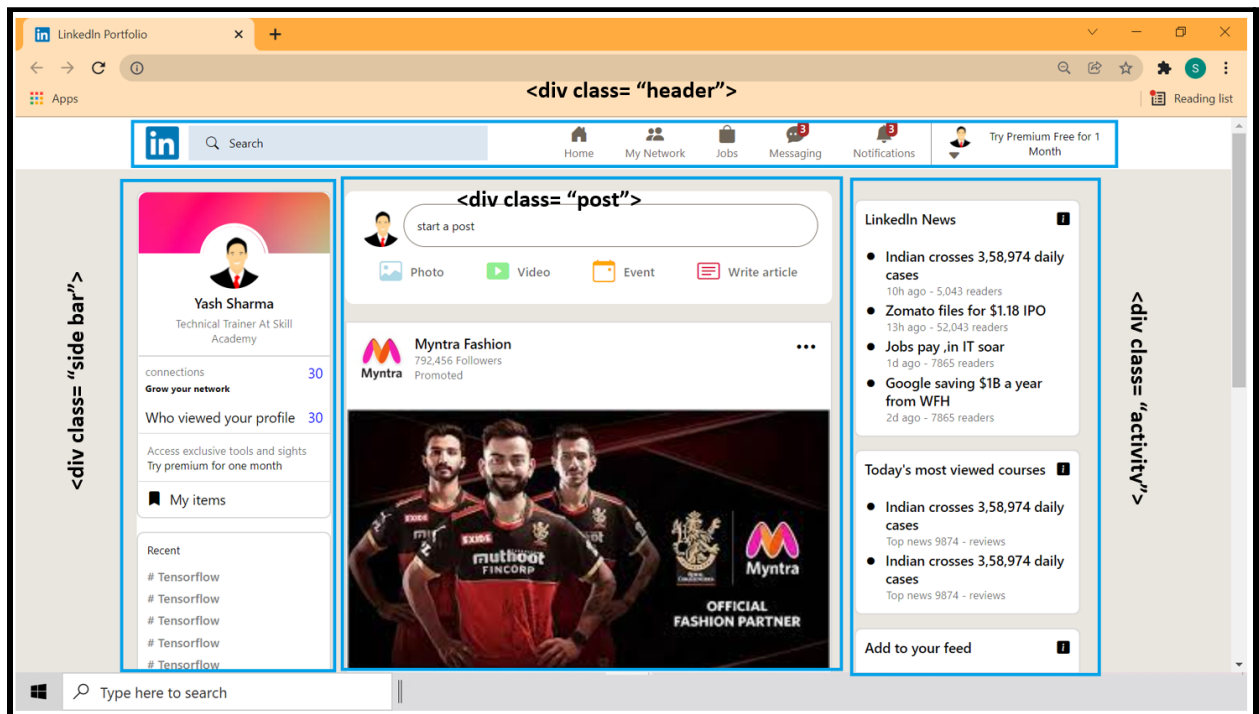 in LinkedIn Portfolio
S
Apps
<div class= “header”>
Reading list
in
Search
Home
My Network
Jobs
3
Messaging
3
Notifications
Try Premium Free for 1
Month
<div class= “side bar”>
Yash Sharma
Technical Trainer At Skill
Academy
connections 30
Grow your network
Who viewed your profile 30
Access exclusive tools and sights
Try premium for one month
My items
Recent
# Tensorflow
# Tensorflow
# Tensorflow
# Tensorflow
# Tensorflow
<div class= “post”>
start a post
Photo
Video
Event
Write article
Myntra Fashion
792,456 Followers
Promoted
Myntra
EXIDE
EXIDE
muthoot
FINCORP
Myntra
OFFICIAL
FASHION PARTNER
LinkedIn News
Indian crosses 3,58,974 daily
cases
10h ago - 5,043 readers
Zomato files for $1.18 IPO
13h ago - 52,043 readers
Jobs pay ,in IT soar
1d ago - 7865 readers
Google saving $1B a year
from WFH
2d ago - 7865 readers
Today's most viewed courses
Indian crosses 3,58,974 daily
cases
Top news 9874 - reviews
Indian crosses 3,58,974 daily
cases
Top news 9874 - reviews
Add to your feed
<div class= “activity”>
Type here to search